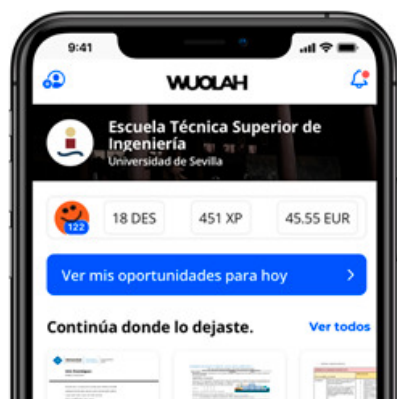 9:41
WUOLAH
Escuela Técnica Superior de
Ingeniería
Universidad de Sevilla
122
18 DES
451 XP
45.55 EUR
Ver mis oportunidades para hoy
Continúa donde lo dejaste.
Ver todos